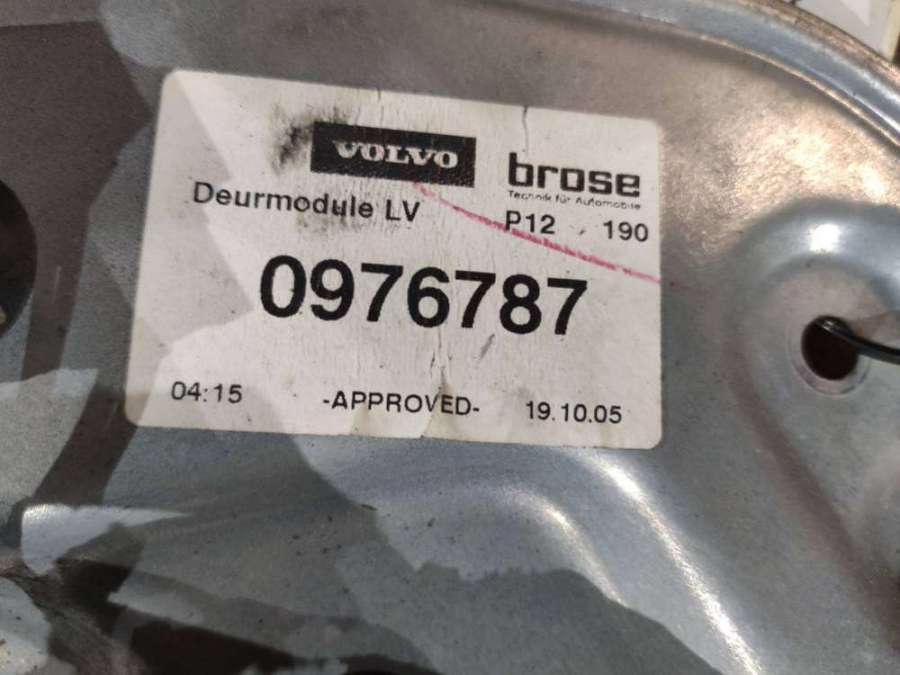 VOLVO
brose
Technik für Automobile
Deurmodule LV
P12 190
0976787
04:15 -APPROVED- 19.10.05